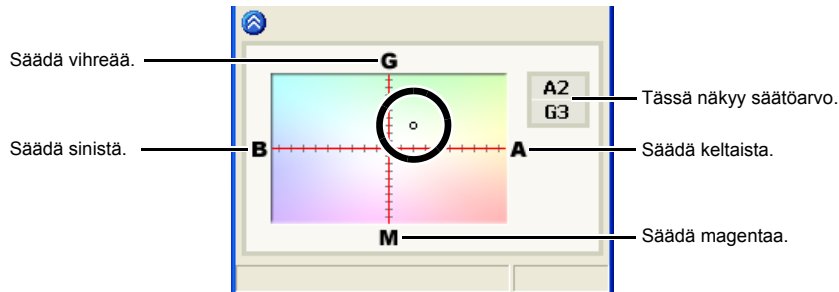 Säädä vihreää.
G
A2
G3
Tässä näkyy säätöarvo.
Säädä sinistä.
B
A
Säädä keltaista.
M
Säädä magentaa.